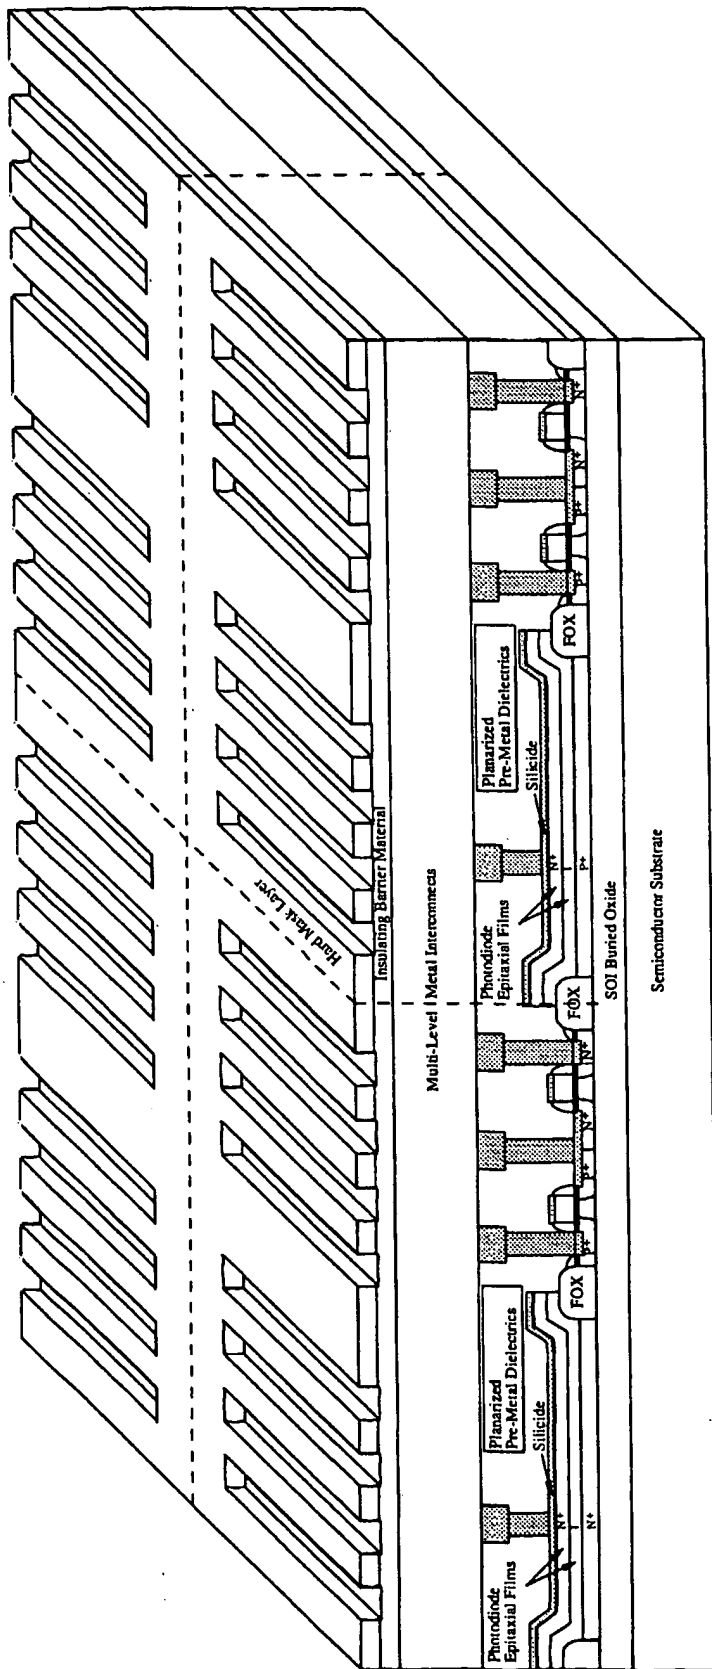 Hard Mask Layer
Insulating Barrier Material
Multi-Level Metal Interconnects
Planarized
Pre-Metal Dielectrics
Silicide
Photodiode
Epitaxial Films
N+
I
N+
FOX
P+
P+
N+
N+
FOX
Planarized
Pre-Metal Dielectrics
Silicide
Photodiode
Epitaxial Films
N+
I
P+
FOX
P+
P+
N+
N+
SOI Buried Oxide
Semiconductor Substrate